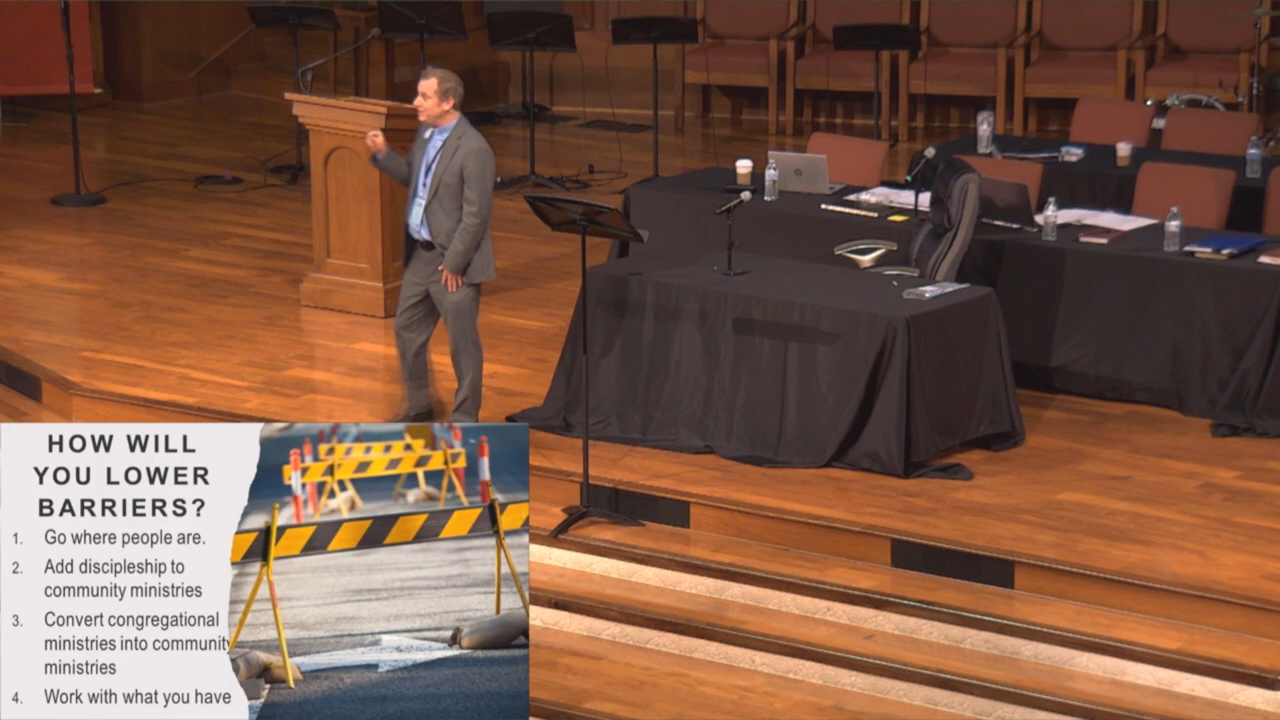 HOW WILL
YOU LOWER
BARRIERS?
1. Go where people are.
2. Add discipleship to
community ministries
3. Convert congregational
ministries into community
ministries
4. Work with what you have